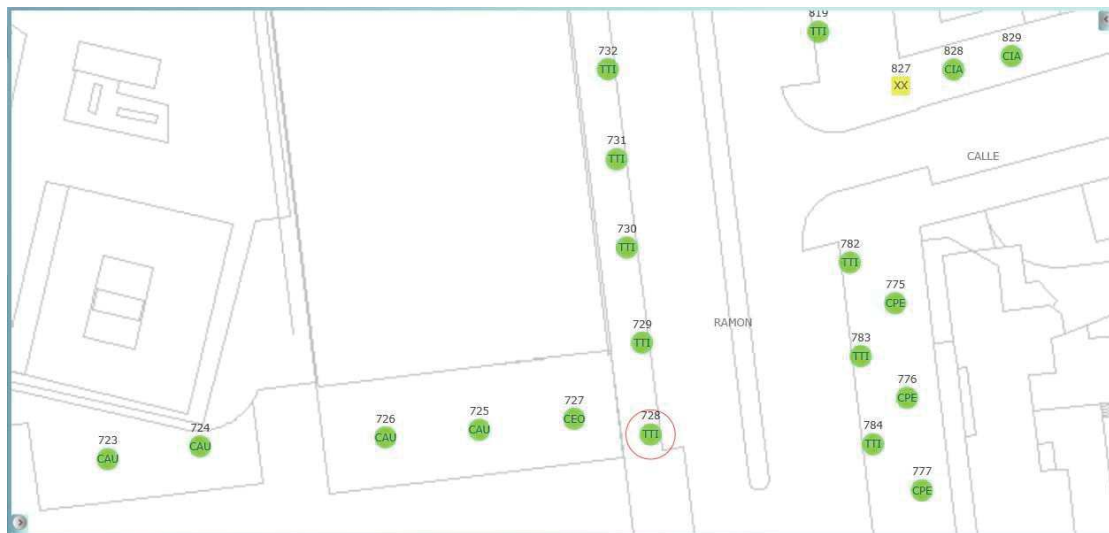 819
TTI
732
TTI
827
XX
828
CIA
829
CIA
731
TTI
CALLE
730
TTI
782
TTI
775
CPE
RAMON
729
TTI
783
TTI
776
CPE
728
TTI
727
CEO
726
CAU
725
CAU
724
CAU
723
CAU
784
TTI
777
CPE